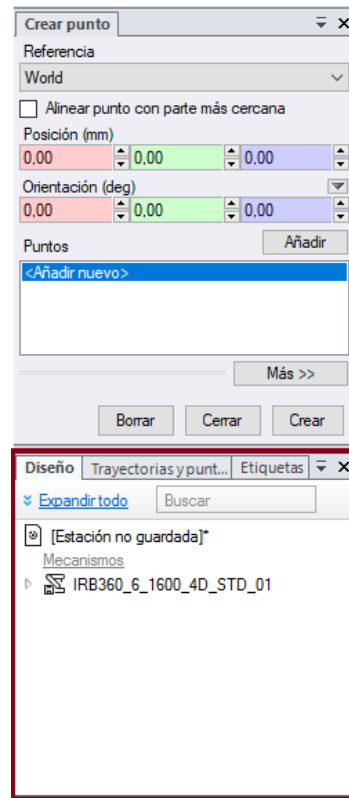 Crear punto
Referencia
World
Alinear punto con parte más cercana
Posición (mm)
0,00 0,00 0,00
Orientación (deg)
0,00 0,00 0,00
Puntos Añadir
<Añadir nuevo>
Más >>
Borrar Cerrar Crear
Diseño Trayectorias y punt... Etiquetas
Expandir todo Buscar
[Estación no guardada]*
Mecanismos
IRB360_6_1600_4D_STD_01